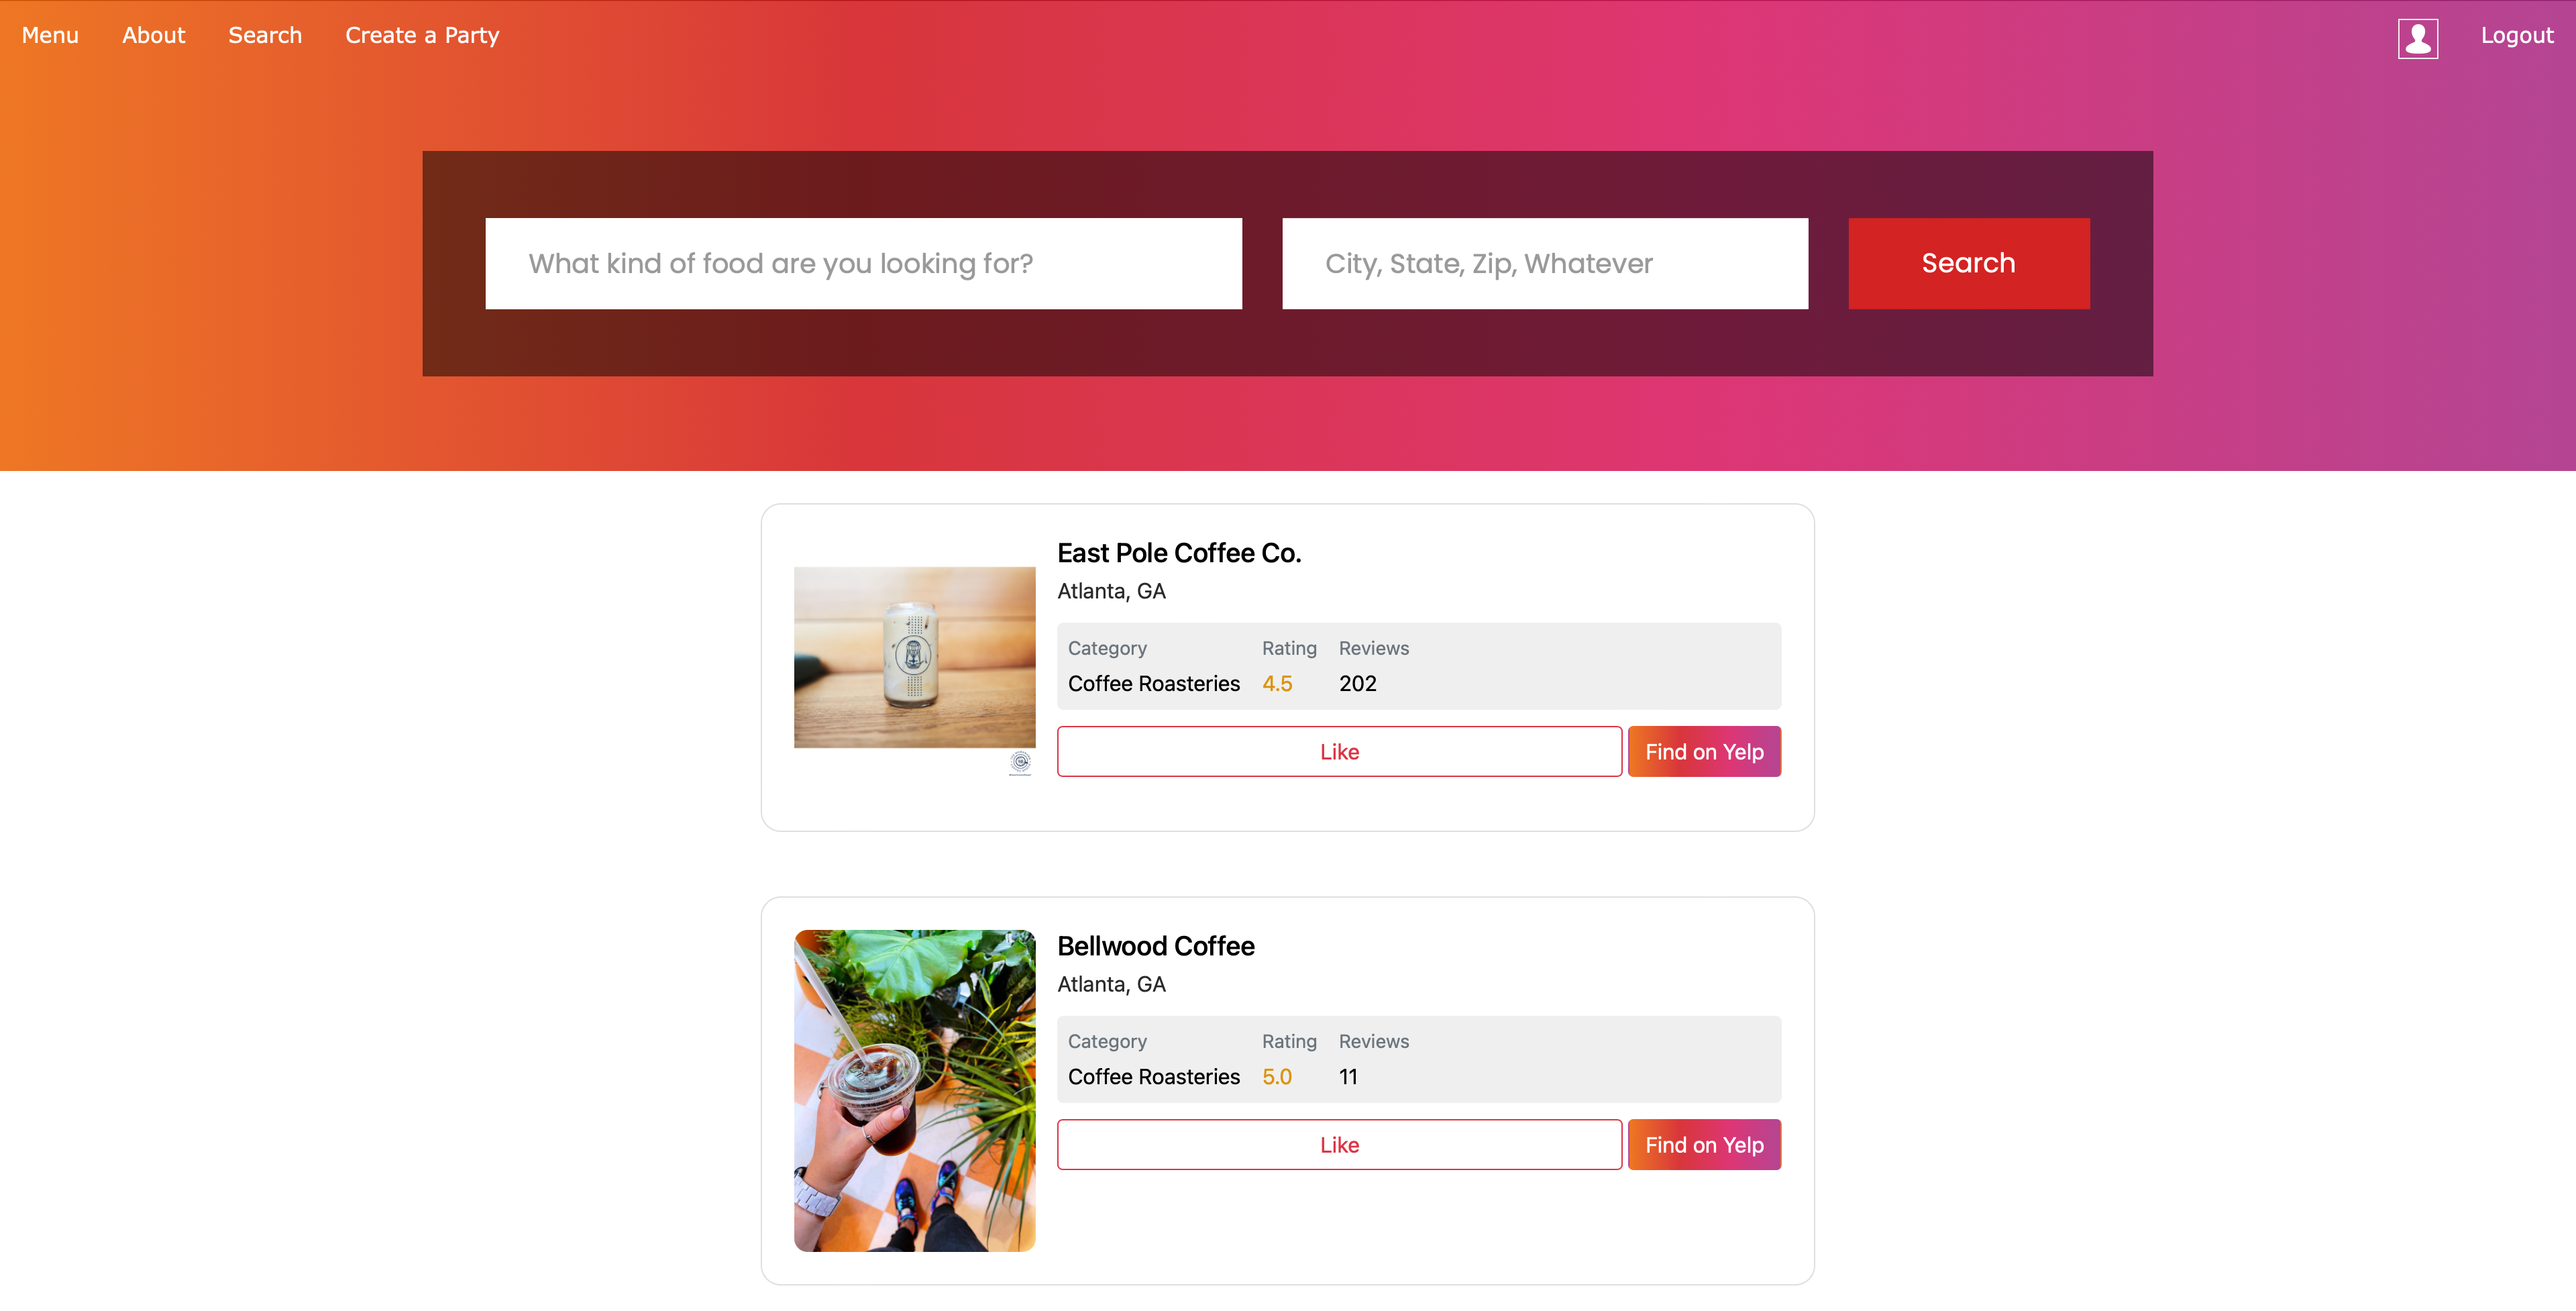 Menu About Search Create a Party Logout
What kind of food are you looking for? City, State, Zip, Whatever Search
East Pole Coffee Co.
Atlanta, GA
Category Rating Reviews
Coffee Roasteries 4.5 202
Like Find on Yelp
Bellwood Coffee
Atlanta, GA
Category Rating Reviews
Coffee Roasteries 5.0 11
Like Find on Yelp